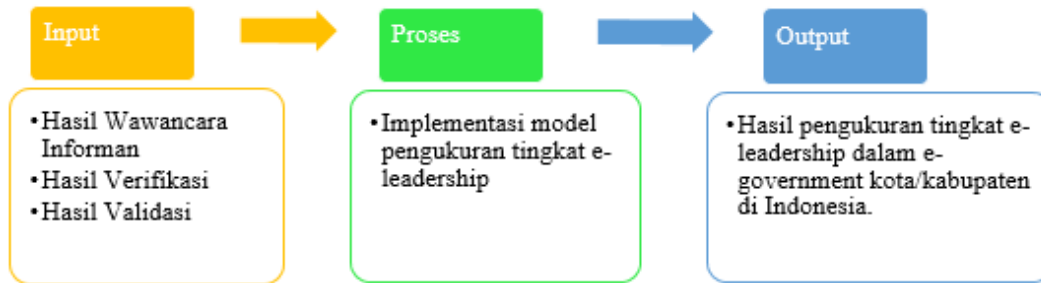 Input
Proses
Output
•Hasil Wawancara
Informan
•Hasil Verifikasi
•Hasil Validasi
•Implementasi model
pengukuran tingkat e-
leadership
•Hasil pengukuran tingkat e-
leadership dalam e-
government kota/kabupaten
di Indonesia.